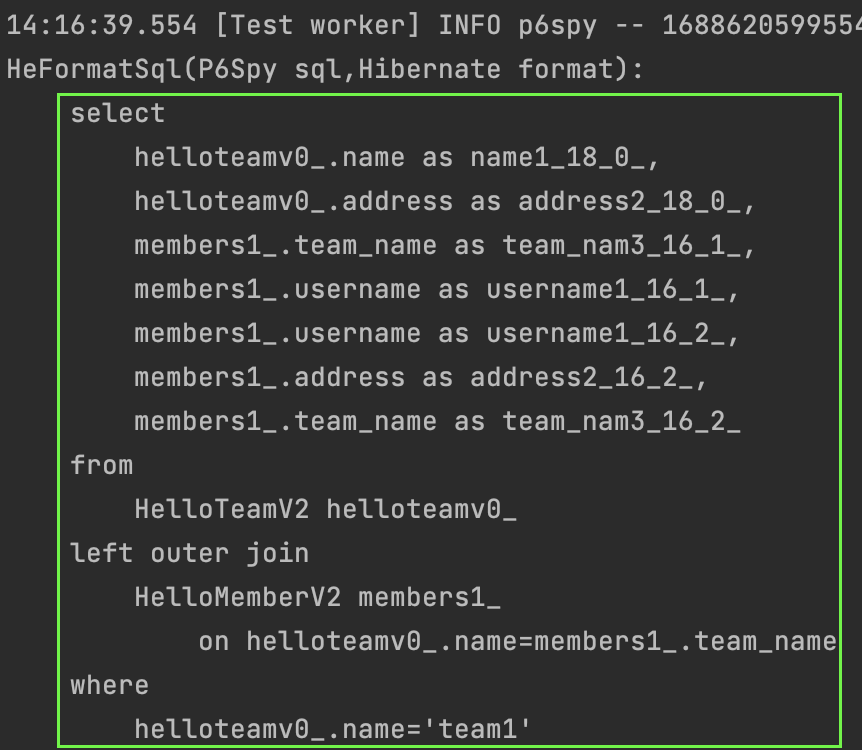 14:16:39.554 [Test worker] INFO p6spy -- 1688620599554
HeFormatSql(P6Spy sql,Hibernate format):
select
helloteamv0_.name as name1_18_0_,
helloteamv0_.address as address2_18_0_,
members1_.team_name as team_nam3_16_1_,
members1_.username as username1_16_1_,
members1_.username as username1_16_2_,
members1_.address as address2_16_2_,
members1_.team_name as team_nam3_16_2_
from
HelloTeamV2 helloteamv0_
left outer join
HelloMemberV2 members1_
on helloteamv0_.name=members1_.team_name
where
helloteamv0_.name='team1'